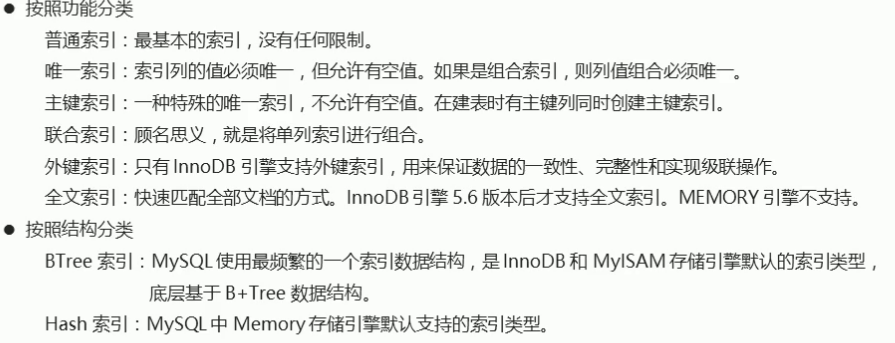 ● 按照功能分类
普通索引：最基本的索引，没有任何限制。
唯一索引：索引列的值必须唯一，但允许有空值。如果是组合索引，则列值组合必须唯一。
主键索引：一种特殊的唯一索引，不允许有空值。在建表时有主键列同时创建主键索引。
联合索引：顾名思义，就是将单列索引进行组合。
外键索引：只有 InnoDB 引擎支持外键索引，用来保证数据的一致性、完整性和实现级联操作。
全文索引：快速匹配全部文档的方式。InnoDB 引擎 5.6 版本后才支持全文索引。MEMORY 引擎不支持。
● 按照结构分类
BTree 索引：MySQL 使用最频繁的一个索引数据结构，是 InnoDB 和 MyISAM 存储引擎默认的索引类型，
底层基于 B+Tree 数据结构。
Hash 索引：MySQL 中 Memory 存储引擎默认支持的索引类型。